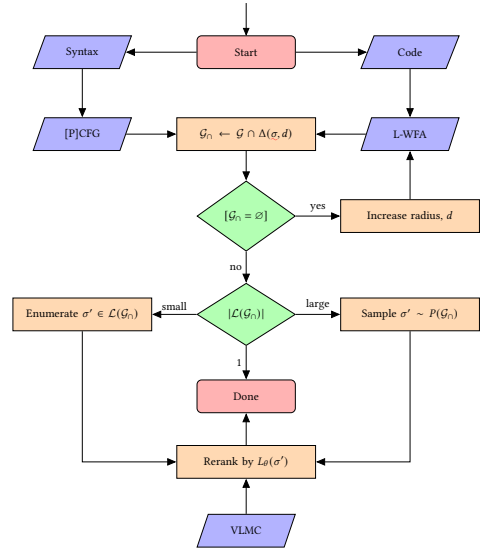 Syntax
Start
Code
[P]CFG
𝒢∩ ← 𝒢 ∩ Δ(σ̰, d)
L-WFA
[𝒢∩ = ∅]
yes
Increase radius, d
no
Enumerate σ′ ∈ ℒ(𝒢∩)
small
|ℒ(𝒢∩)|
large
Sample σ′ ∼ P(𝒢∩)
1
Done
Rerank by L_θ(σ′)
VLMC